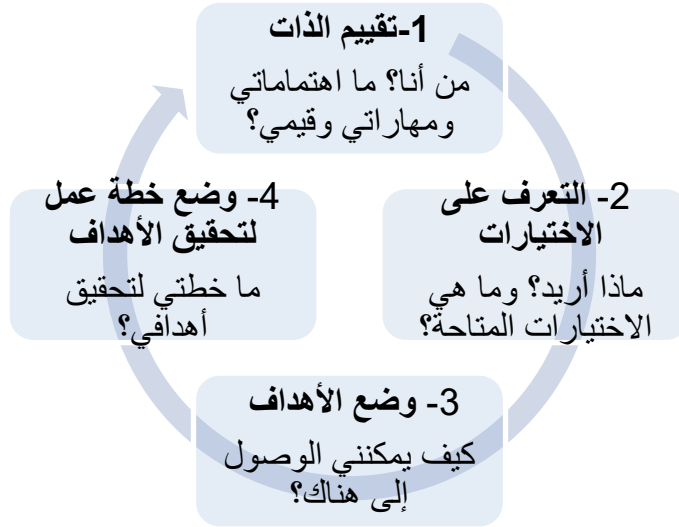 1-تقييم الذات
من أنا؟ ما اهتماماتي
ومهاراتي وقيمي؟
2- التعرف على
الاختيارات
ماذا أريد؟ وما هي
الاختيارات المتاحة؟
3- وضع الأهداف
كيف يمكنني الوصول
إلى هناك؟
4- وضع خطة عمل
لتحقيق الأهداف
ما خطتي لتحقيق
أهدافي؟